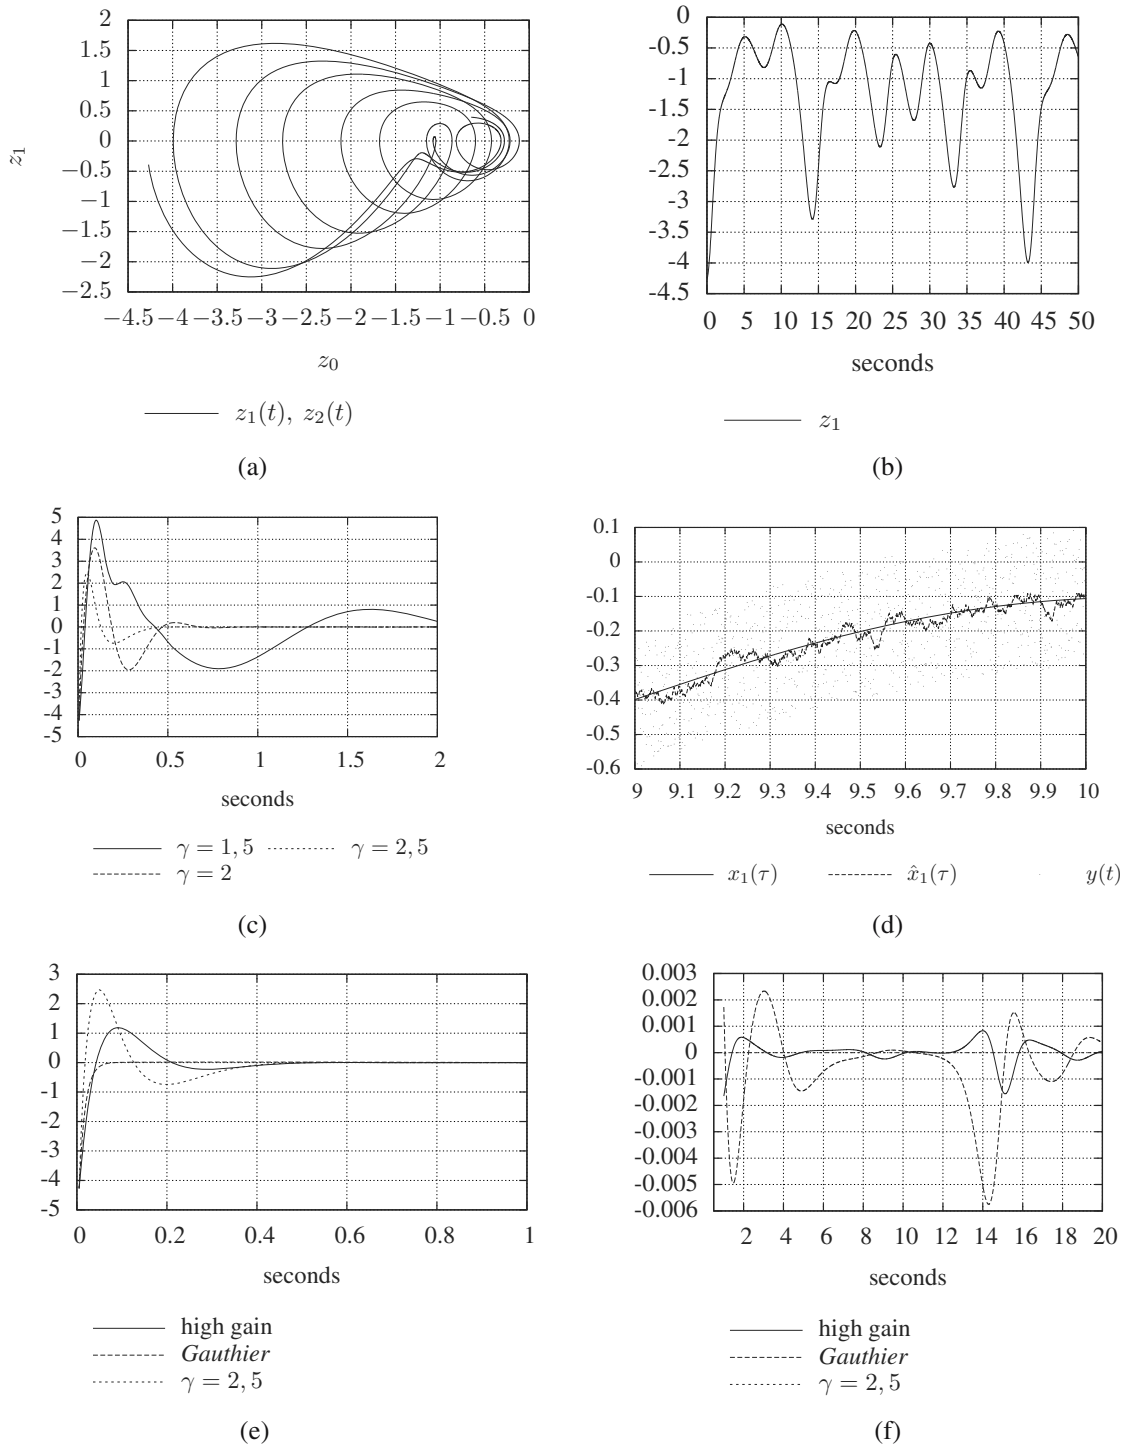 2
1.5
1
0.5
0
−0.5
−1
−1.5
−2
−2.5
z₁
−4.5 −4 −3.5 −3 −2.5 −2 −1.5 −1 −0.5 0
z₀
z₁(t), z₂(t)
(a)
0
-0.5
-1
-1.5
-2
-2.5
-3
-3.5
-4
-4.5
0 5 10 15 20 25 30 35 40 45 50
seconds
z₁
(b)
5
4
3
2
1
0
-1
-2
-3
-4
-5
0 0.5 1 1.5 2
seconds
γ = 1, 5 γ = 2, 5
γ = 2
(c)
0.1
0
-0.1
-0.2
-0.3
-0.4
-0.5
-0.6
9 9.1 9.2 9.3 9.4 9.5 9.6 9.7 9.8 9.9 10
seconds
x₁(τ) x̂₁(τ) y(t)
(d)
3
2
1
0
-1
-2
-3
-4
-5
0 0.2 0.4 0.6 0.8 1
seconds
high gain
Gauthier
γ = 2, 5
(e)
0.003
0.002
0.001
0
-0.001
-0.002
-0.003
-0.004
-0.005
-0.006
2 4 6 8 10 12 14 16 18 20
seconds
high gain
Gauthier
γ = 2, 5
(f)